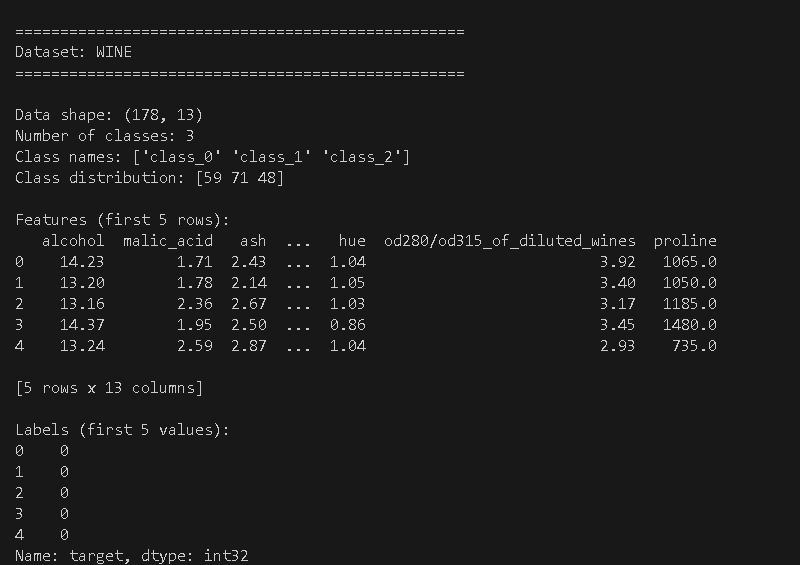 ==================================================
Dataset: WINE
==================================================
Data shape: (178, 13)
Number of classes: 3
Class names: ['class_0' 'class_1' 'class_2']
Class distribution: [59 71 48]
Features (first 5 rows):
   alcohol  malic_acid   ash  ...   hue  od280/od315_of_diluted_wines  proline
0    14.23        1.71  2.43  ...  1.04                          3.92   1065.0
1    13.20        1.78  2.14  ...  1.05                          3.40   1050.0
2    13.16        2.36  2.67  ...  1.03                          3.17   1185.0
3    14.37        1.95  2.50  ...  0.86                          3.45   1480.0
4    13.24        2.59  2.87  ...  1.04                          2.93    735.0
[5 rows x 13 columns]
Labels (first 5 values):
0    0
1    0
2    0
3    0
4    0
Name: target, dtype: int32